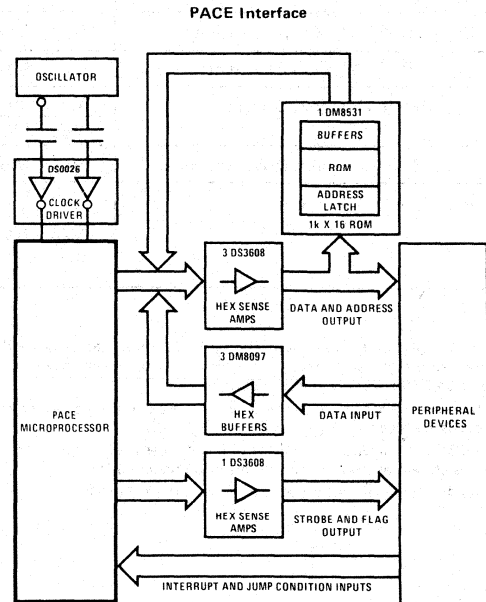 PACE Interface
OSCILLATOR
DS0026
CLOCK
DRIVER
1 DM8531
BUFFERS
ROM
ADDRESS
LATCH
1k X 16 ROM
3 DS3608
HEX SENSE
AMPS
DATA AND ADDRESS
OUTPUT
3 DM8097
HEX
BUFFERS
DATA INPUT
PACE
MICROPROCESSOR
PERIPHERAL
DEVICES
1 DS3608
HEX SENSE
AMPS
STROBE AND FLAG
OUTPUT
INTERRUPT AND JUMP CONDITION INPUTS